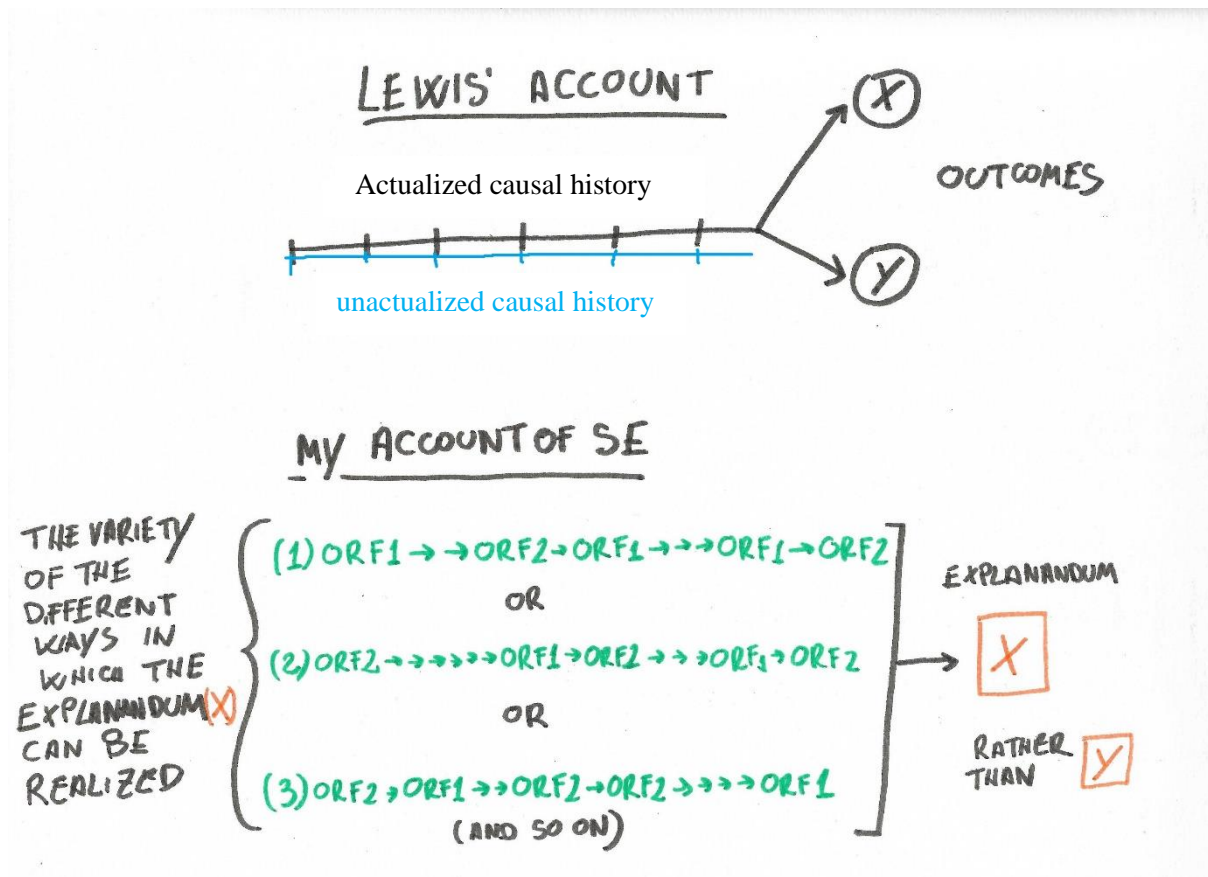 LEWIS' ACCOUNT
X
OUTCOMES
Actualized causal history
Y
unactualized causal history
MY ACCOUNT OF SE
THE VARIETY
OF THE
DIFFERENT
WAYS IN
WHICH THE
EXPLANANDUM(X)
CAN BE
REALIZED
(1) ORF1 → → ORF2 → ORF1 → → → ORF1 → ORF2
OR
(2) ORF2 → → → → → → ORF1 → ORF2 → → → ORF1 → ORF2
OR
(3) ORF2 → ORF1 → → ORF2 → ORF2 → → → → ORF1
(AND SO ON)
EXPLANANDUM
X
RATHER
THAN Y